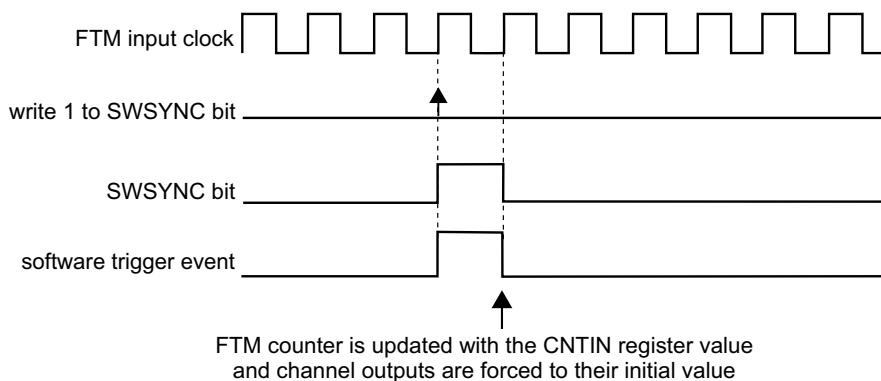 FTM input clock
write 1 to SWSYNC bit
SWSYNC bit
software trigger event
FTM counter is updated with the CNTIN register value
and channel outputs are forced to their initial value